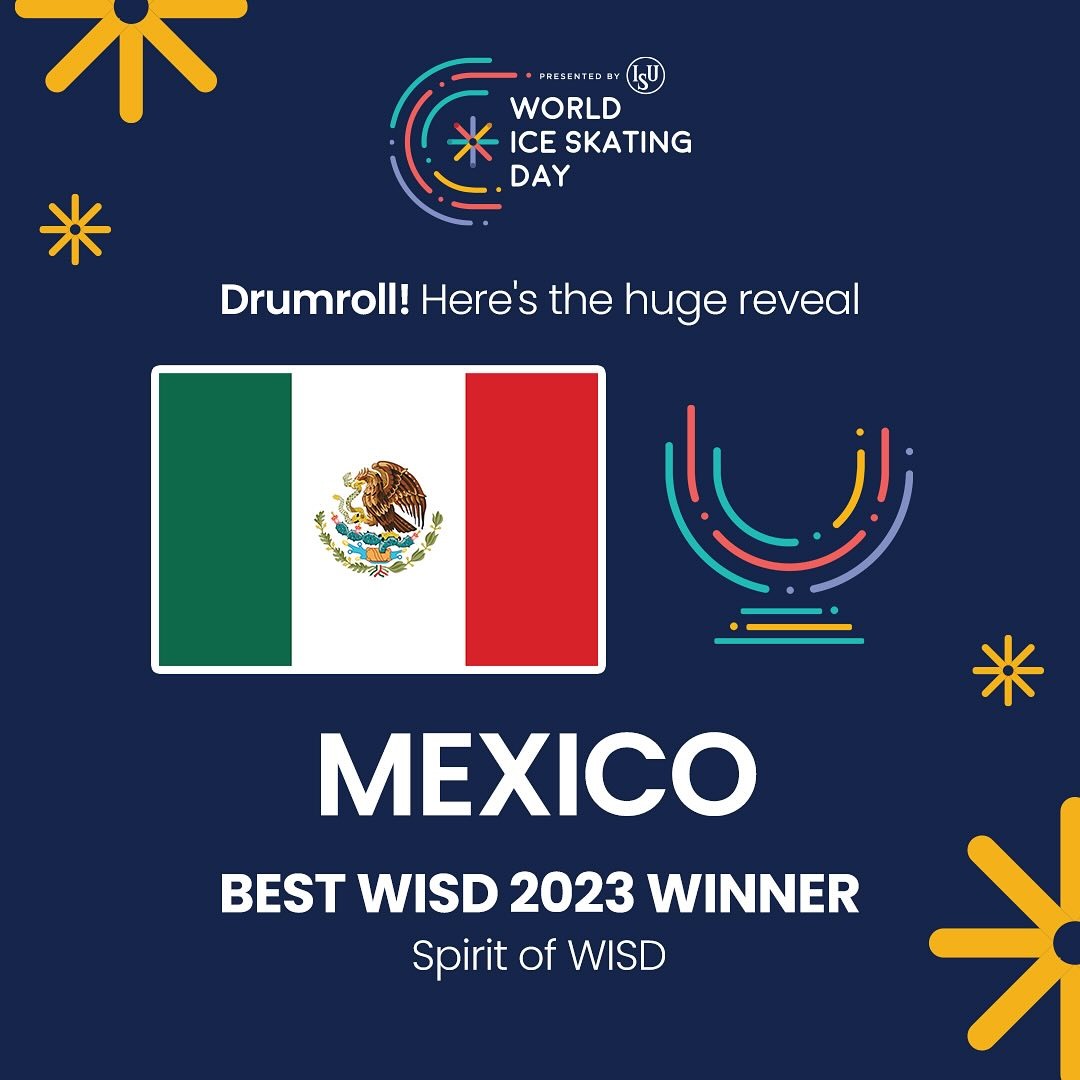 PRESENTED BY ISU
WORLD
ICE SKATING
DAY
Drumroll! Here's the huge reveal
MEXICO
BEST WISD 2023 WINNER
Spirit of WISD